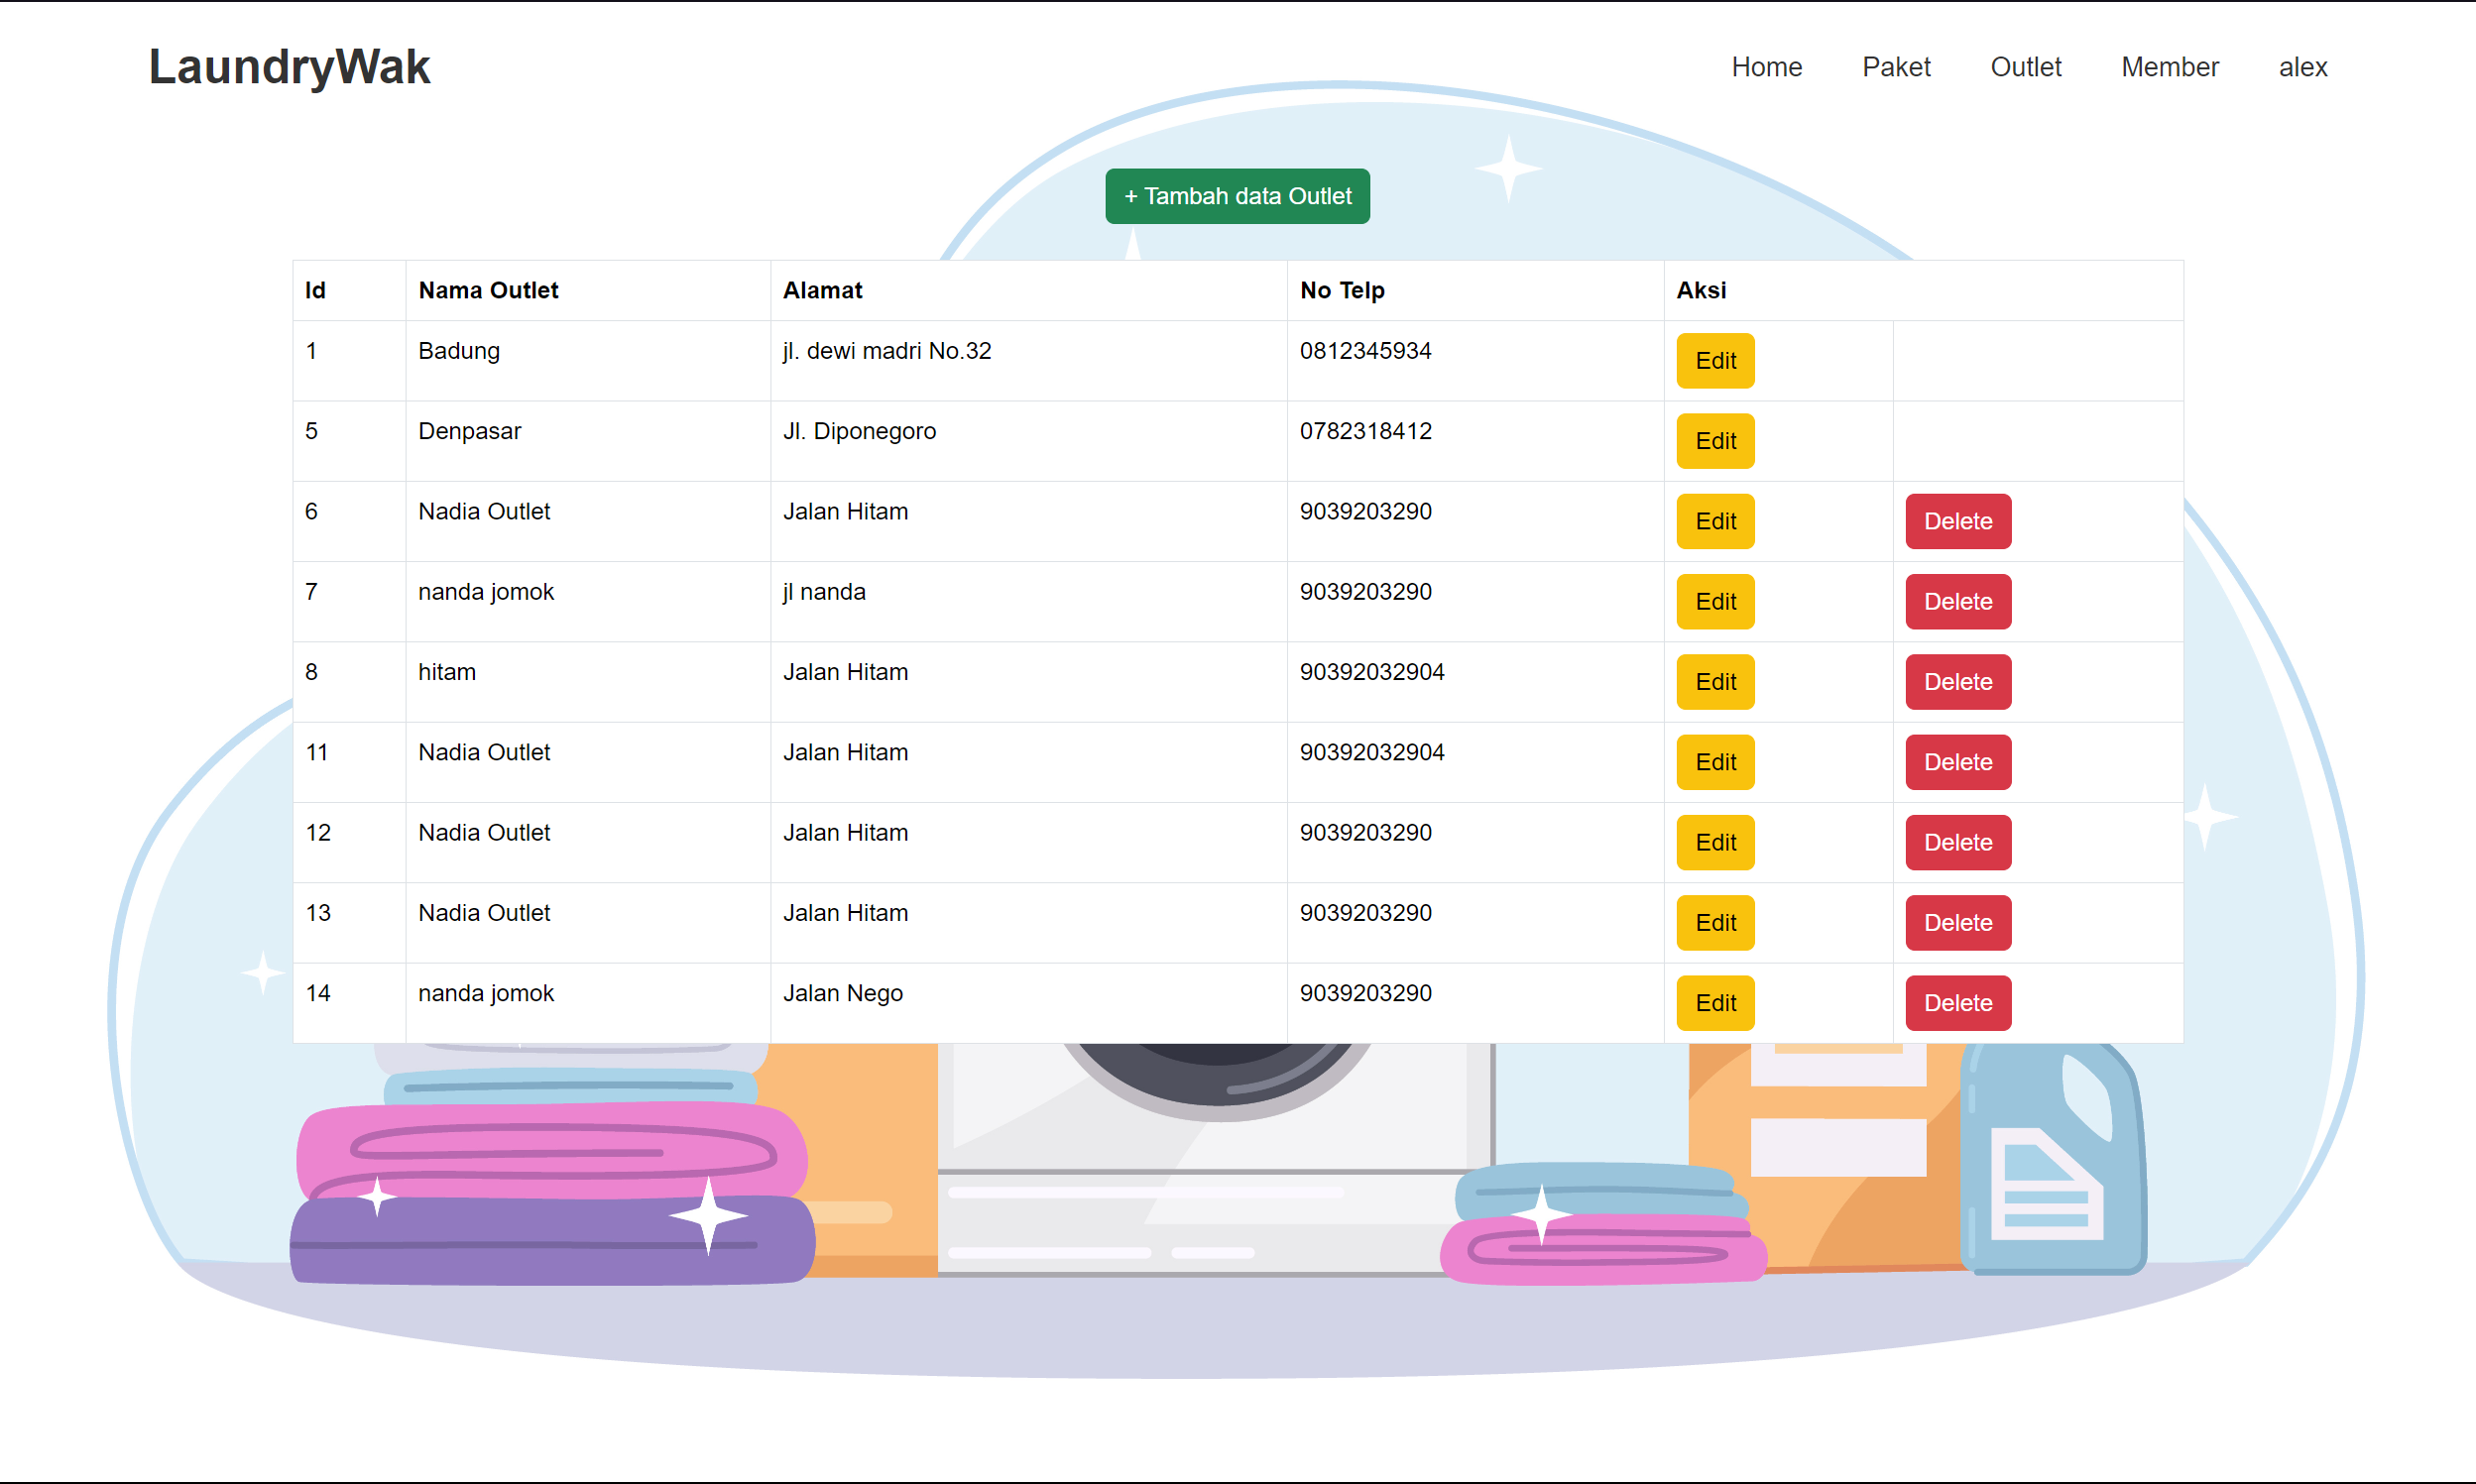 LaundryWak Home Paket Outlet Member alex
+ Tambah data Outlet
Id Nama Outlet Alamat No Telp Aksi
1 Badung jl. dewi madri No.32 0812345934 Edit
5 Denpasar Jl. Diponegoro 0782318412 Edit
6 Nadia Outlet Jalan Hitam 9039203290 Edit Delete
7 nanda jomok jl nanda 9039203290 Edit Delete
8 hitam Jalan Hitam 90392032904 Edit Delete
11 Nadia Outlet Jalan Hitam 90392032904 Edit Delete
12 Nadia Outlet Jalan Hitam 9039203290 Edit Delete
13 Nadia Outlet Jalan Hitam 9039203290 Edit Delete
14 nanda jomok Jalan Nego 9039203290 Edit Delete